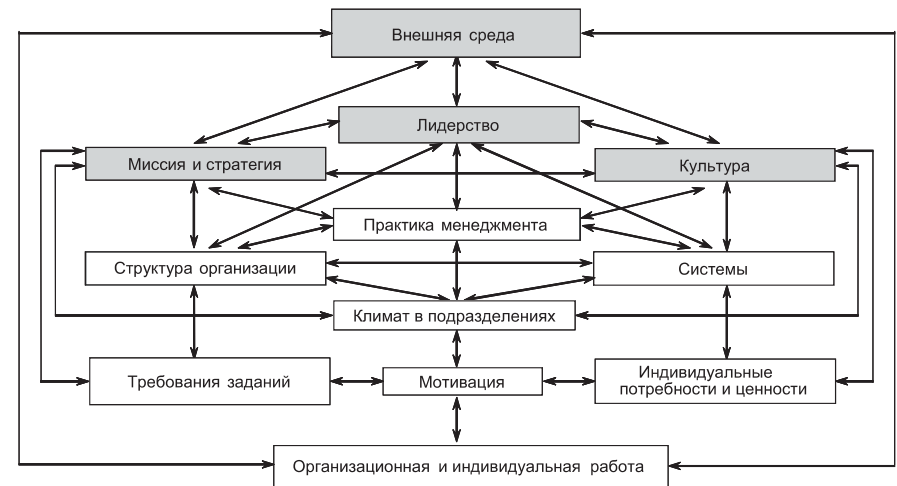 Внешняя среда
Лидерство
Миссия и стратегия
Культура
Практика менеджмента
Структура организации
Системы
Климат в подразделениях
Требования заданий
Мотивация
Индивидуальные
потребности и ценности
Организационная и индивидуальная работа